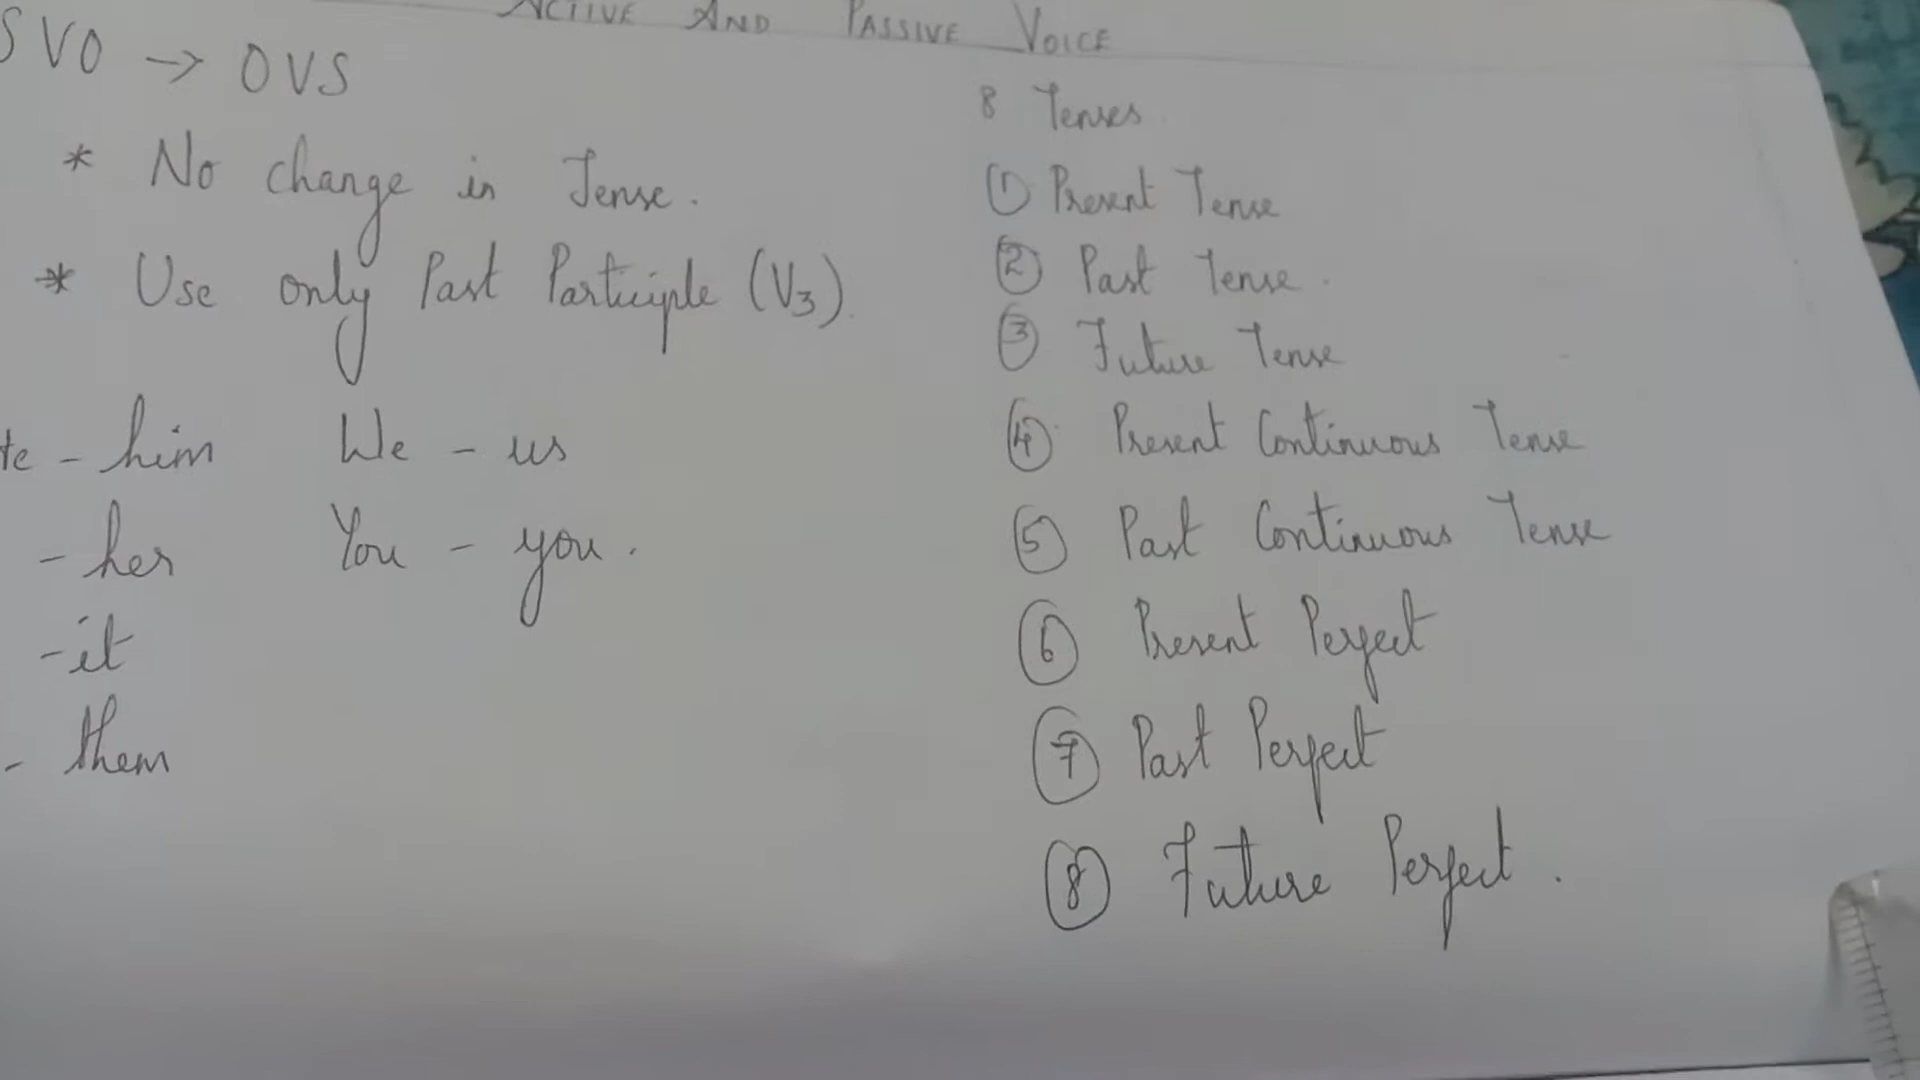 ACTIVE AND PASSIVE VOICE
SVO → OVS
* No change in Tense.
* Use only Past Participle (V3).
- him We - us
- her You - you.
- it
- them
8 Tenses.
① Present Tense
② Past Tense.
③ Future Tense
④ Present Continuous Tense
⑤ Past Continuous Tense
⑥ Present Perfect
⑦ Past Perfect
⑧ Future Perfect.